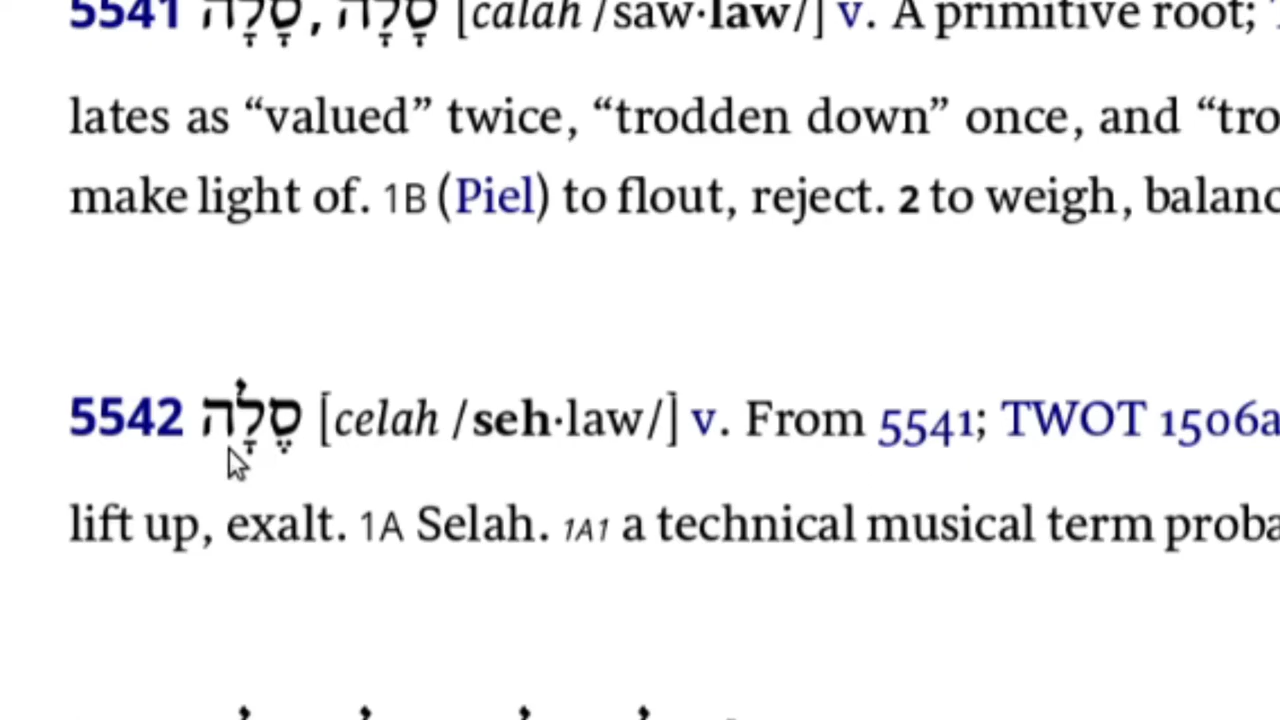 5541 סָלָה, סָלָה [calah /saw·law/] v. A primitive root;
lates as “valued” twice, “trodden down” once, and “tro
make light of. 1B (Piel) to flout, reject. 2 to weigh, balanc
5542 סֶ֫לָה [celah /seh·law/] v. From 5541; TWOT 1506a
lift up, exalt. 1A Selah. 1A1 a technical musical term proba